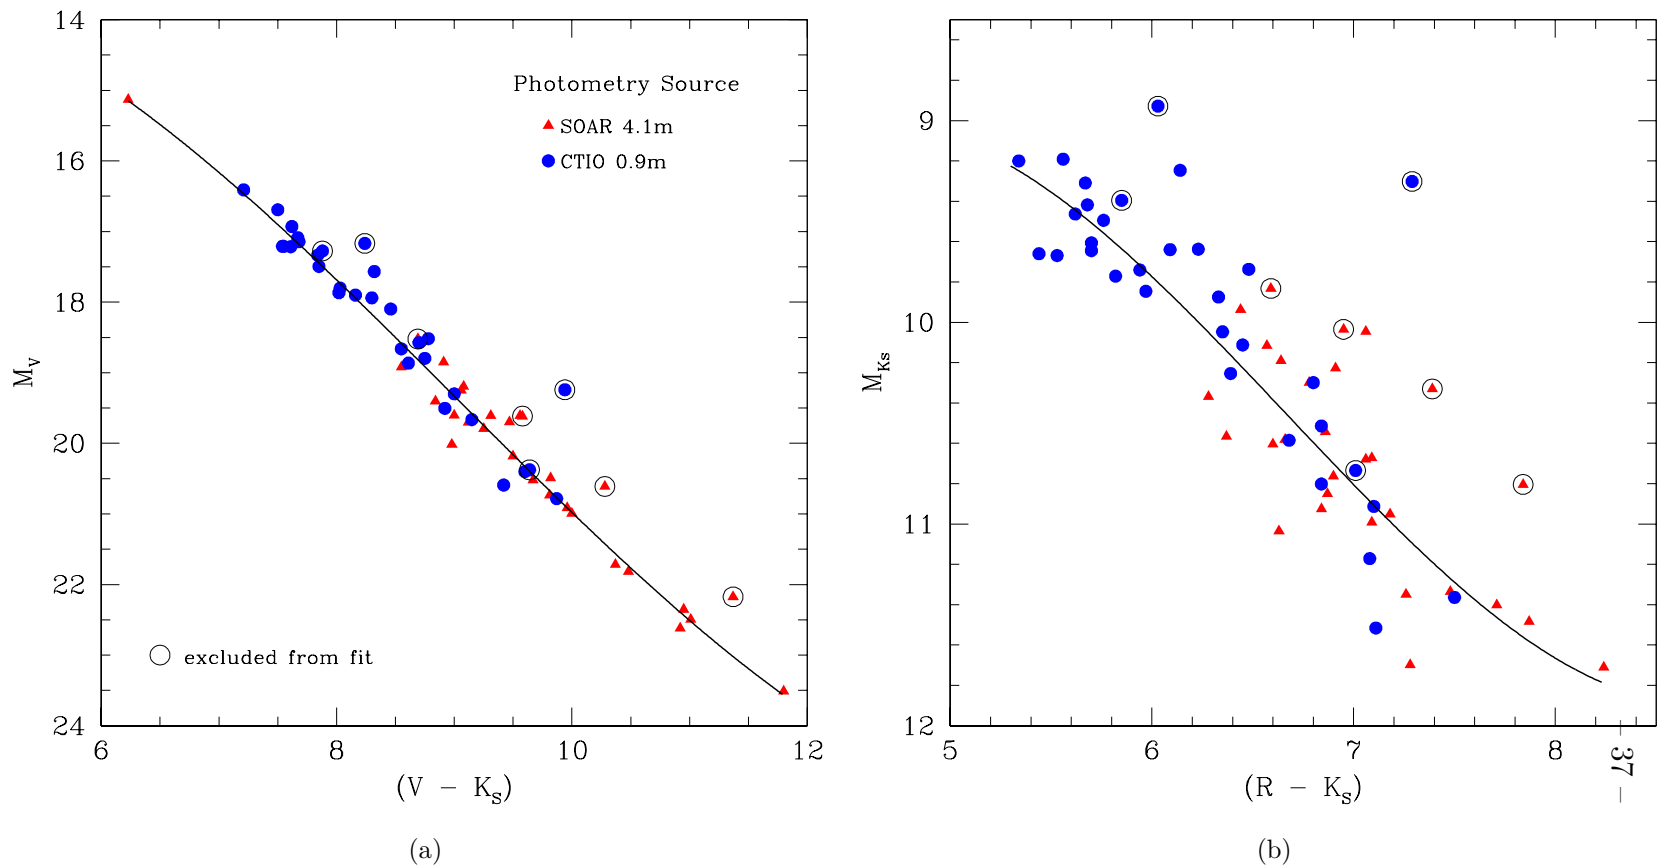 14
16
18
20
22
24
M_V
Photometry Source
SOAR 4.1m
CTIO 0.9m
excluded from fit
6
8
10
12
(V − K_S)
(a)
9
10
11
12
M_Ks
5
6
7
8
(R − K_S)
(b)
– 37 –